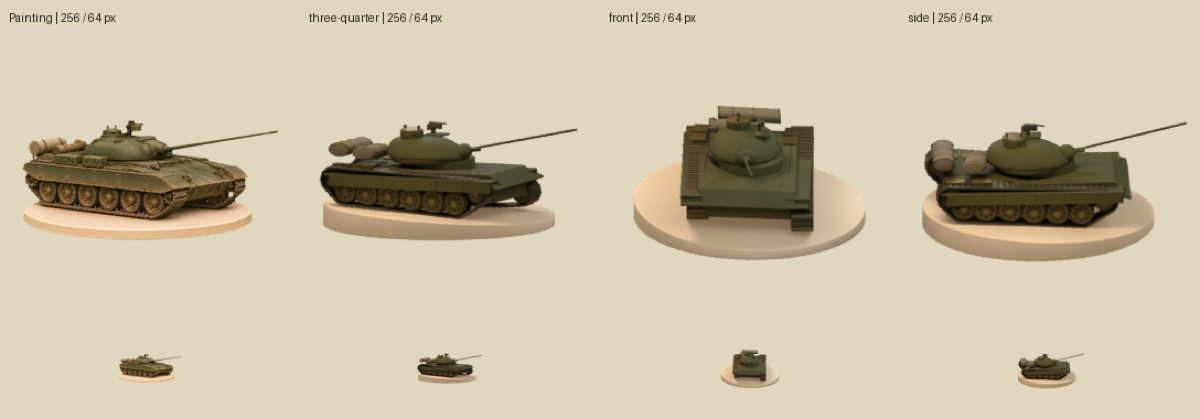 Painting | 256 / 64 px
three-quarter | 256 / 64 px
front | 256 / 64 px
side | 256 / 64 px